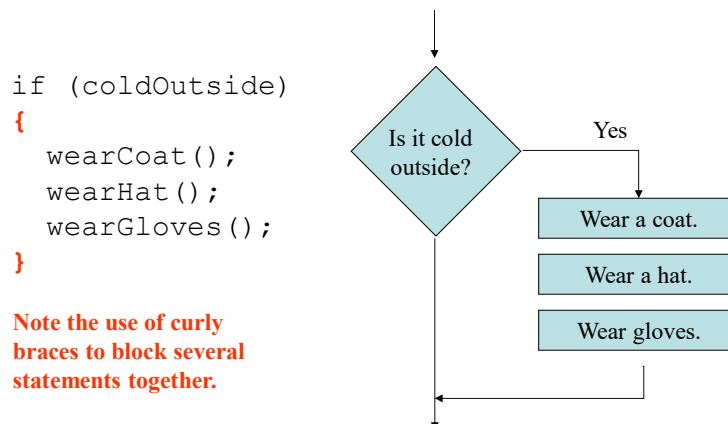 if (coldOutside)
{
wearCoat();
wearHat();
wearGloves();
}
Note the use of curly
braces to block several
statements together.
Is it cold
outside?
Yes
Wear a coat.
Wear a hat.
Wear gloves.